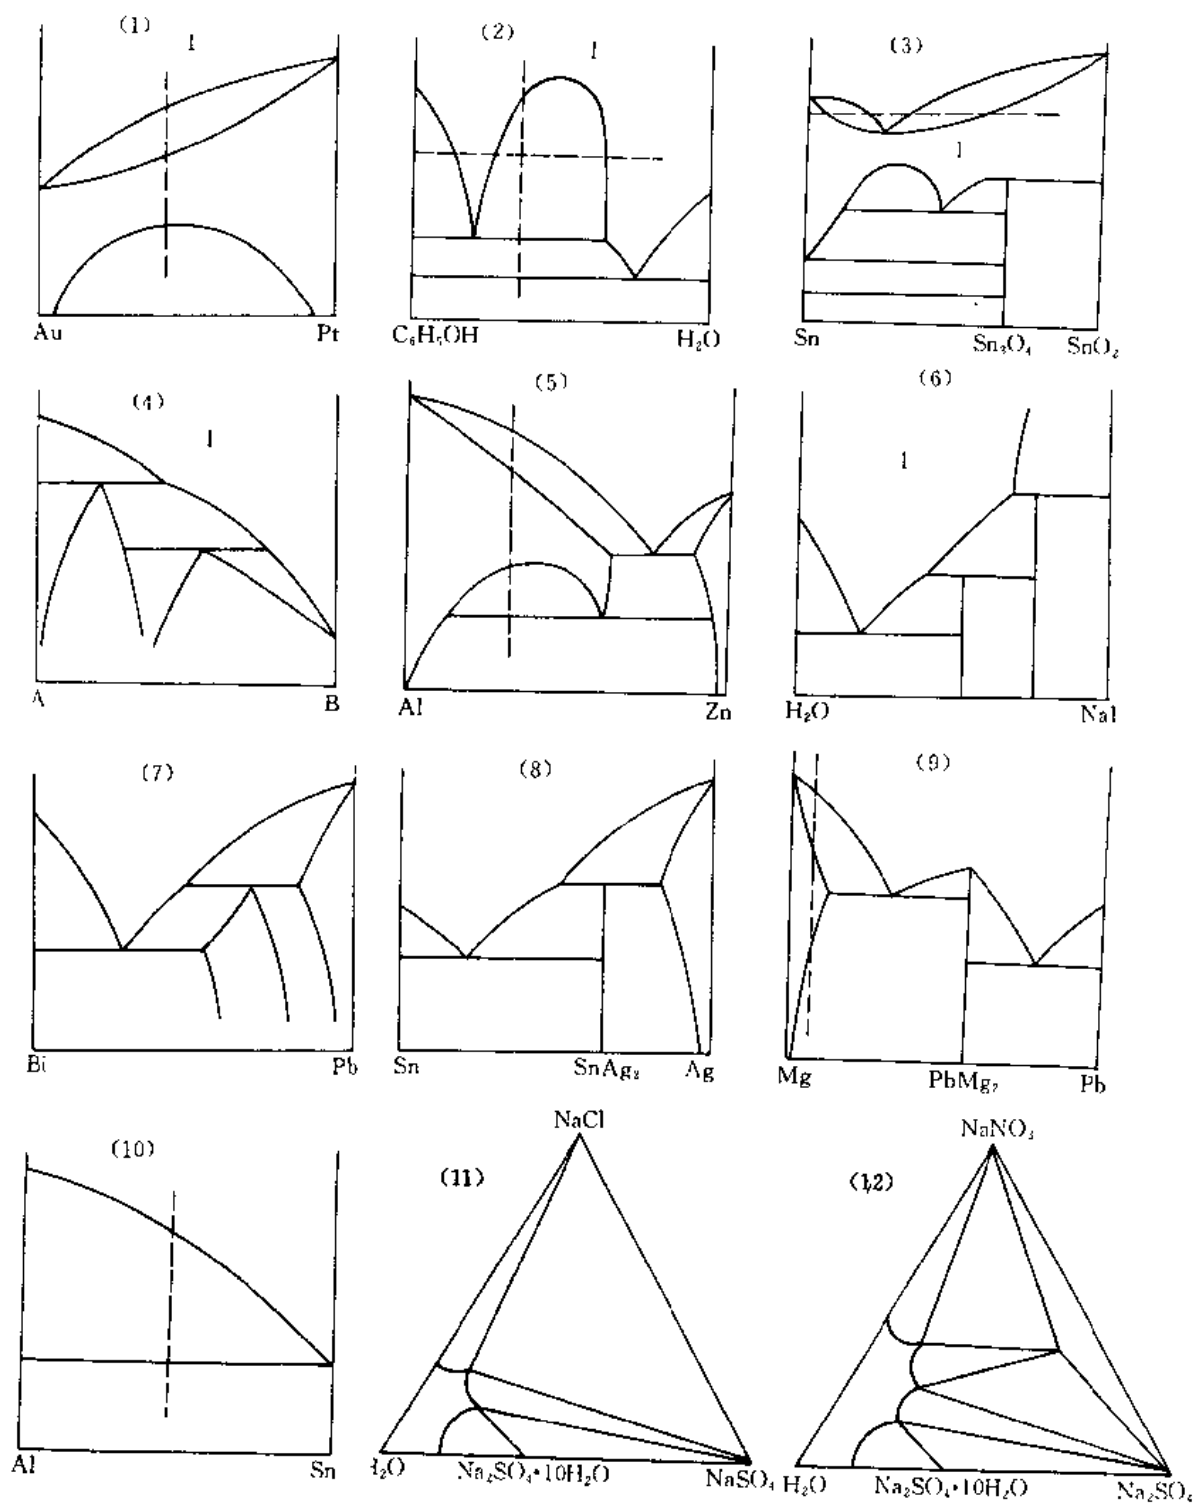 (1) (2) (3)
l l l
Au Pt C₆H₅OH H₂O Sn Sn₃O₄ SnO₂
(4) (5) (6)
l l
A B Al Zn H₂O NaI
(7) (8) (9)
Bi Pb Sn SnAg₃ Ag Mg PbMg₂ Pb
(10) (11) NaCl (12) NaNO₃
Al Sn H₂O Na₂SO₄·10H₂O NaSO₄ H₂O Na₂SO₄·10H₂O Na₂SO₄